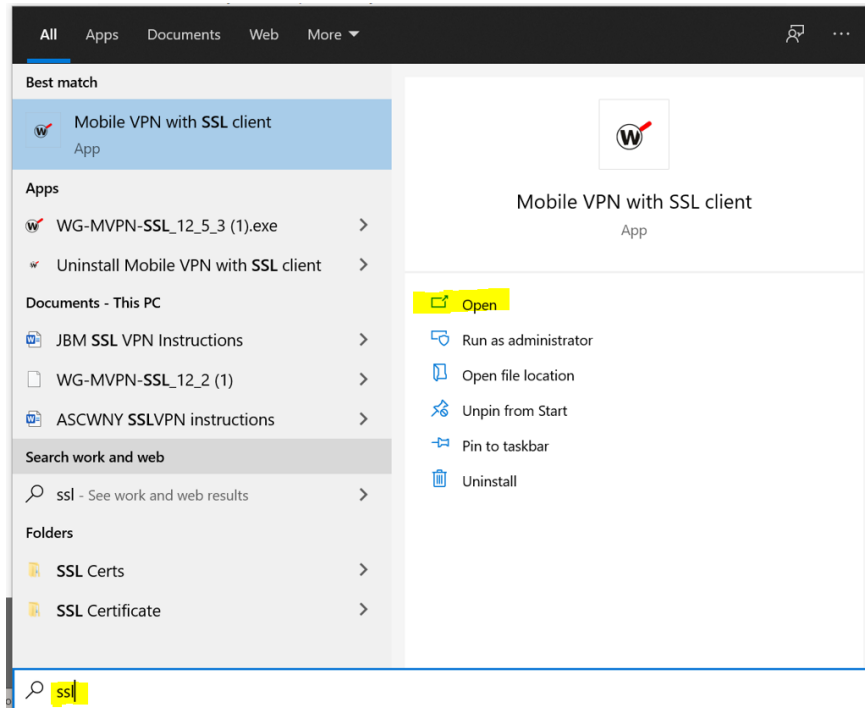 All Apps Documents Web More
Best match
Mobile VPN with SSL client
App
Apps
WG-MVPN-SSL_12_5_3 (1).exe
Uninstall Mobile VPN with SSL client
Documents - This PC
JBM SSL VPN Instructions
WG-MVPN-SSL_12_2 (1)
ASCWNY SSLVPN instructions
Search work and web
ssl - See work and web results
Folders
SSL Certs
SSL Certificate
W
Mobile VPN with SSL client
App
Open
Run as administrator
Open file location
Unpin from Start
Pin to taskbar
Uninstall
ssl